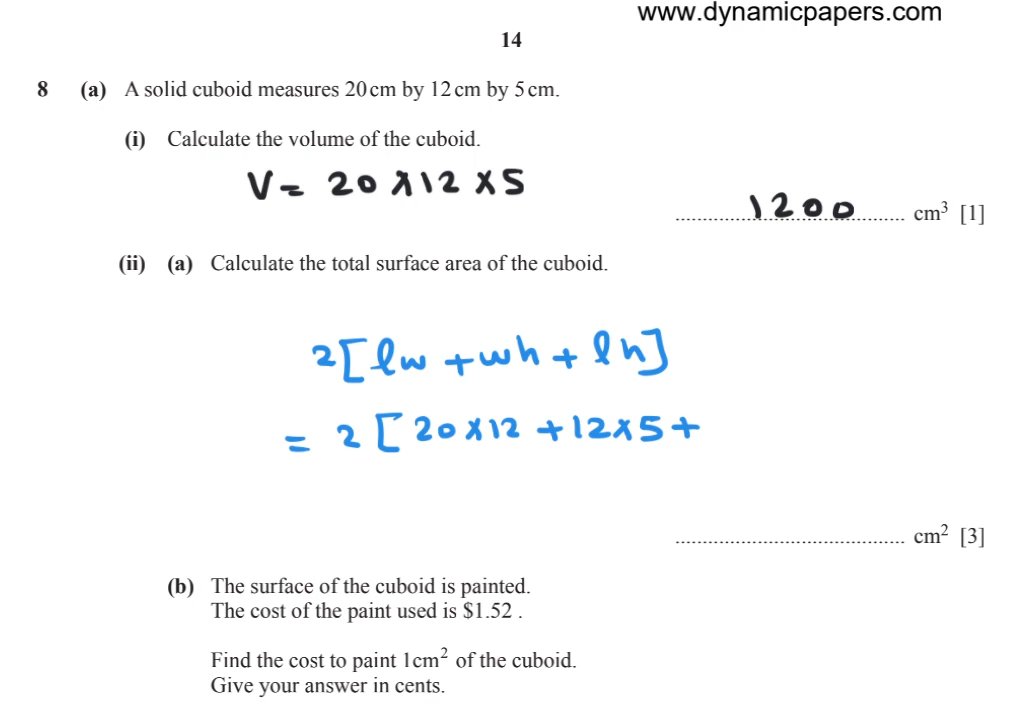 www.dynamicpapers.com
14
8 (a) A solid cuboid measures 20 cm by 12 cm by 5 cm.
(i) Calculate the volume of the cuboid.
V = 20 × 12 × 5
1200 cm³ [1]
(ii) (a) Calculate the total surface area of the cuboid.
2[lw + wh + lh]
= 2 [ 20 × 12 + 12 × 5 +
.......................................... cm² [3]
(b) The surface of the cuboid is painted.
The cost of the paint used is $1.52 .
Find the cost to paint 1 cm² of the cuboid.
Give your answer in cents.